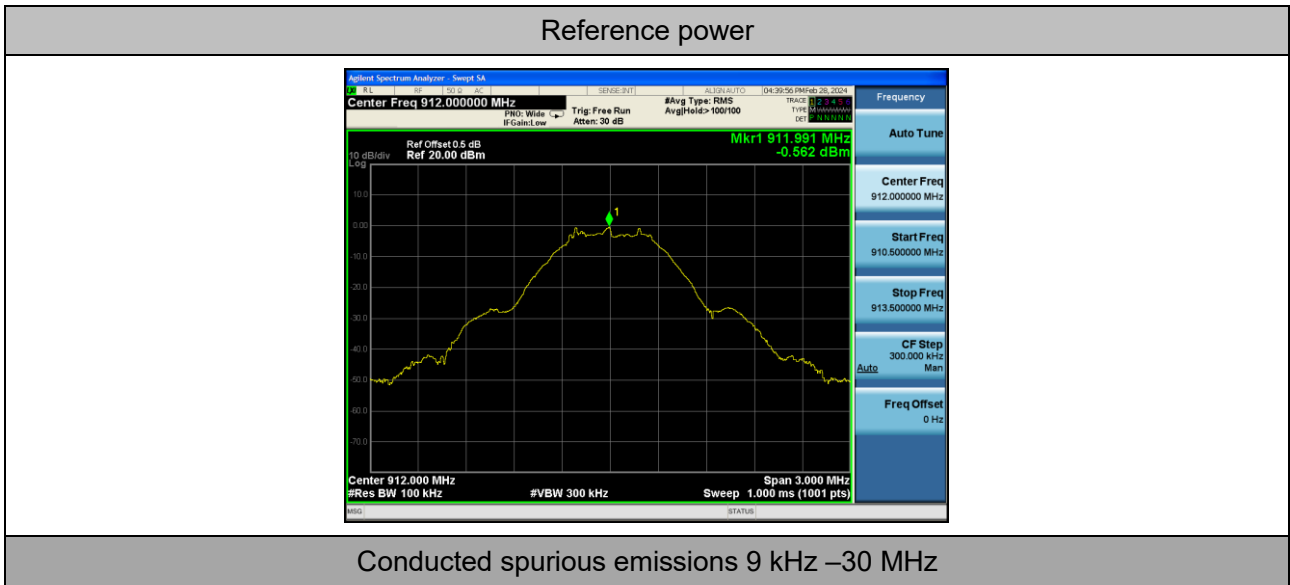 Reference power
Agilent Spectrum Analyzer - Swept SA
RL RF 50 Ω AC SENSE:INT ALIGN AUTO 04:39:56 PM Feb 28, 2024
Center Freq 912.000000 MHz
PNO: Wide
IFGain:Low
Trig: Free Run
Atten: 30 dB
#Avg Type: RMS
Avg|Hold:>100/100
TRACE 1 2 3 4 5 6
TYPE
DET P N N N N N
Frequency
Mkr1 911.991 MHz
-0.562 dBm
Ref Offset 0.5 dB
10 dB/div Ref 20.00 dBm
Log
10.0
0.00
-10.0
-20.0
-30.0
-40.0
-50.0
-60.0
-70.0
1
Center 912.000 MHz Span 3.000 MHz
#Res BW 100 kHz #VBW 300 kHz Sweep 1.000 ms (1001 pts)
MSG STATUS
Auto Tune
Center Freq
912.000000 MHz
Start Freq
910.500000 MHz
Stop Freq
913.500000 MHz
CF Step
300.000 kHz
Auto Man
Freq Offset
0 Hz
Conducted spurious emissions 9 kHz –30 MHz